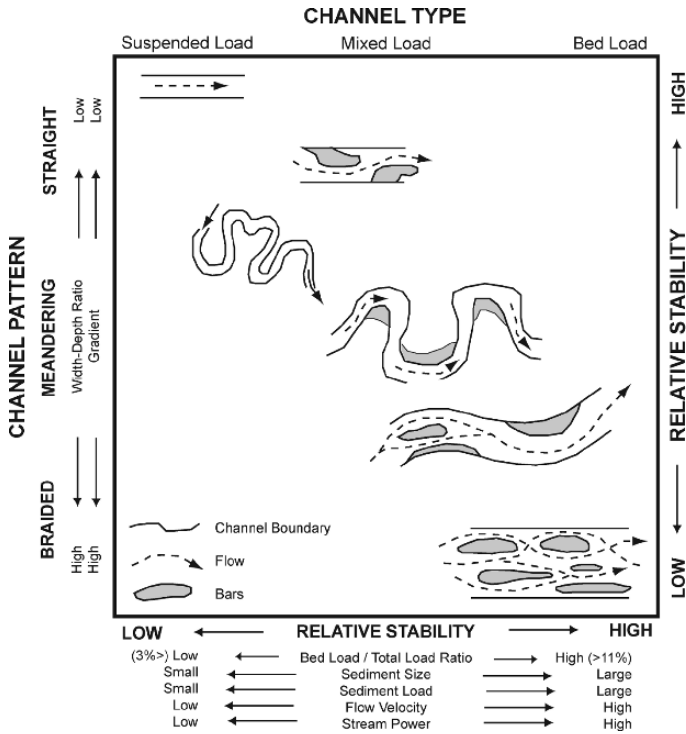 CHANNEL TYPE
Suspended Load Mixed Load Bed Load
CHANNEL PATTERN
STRAIGHT
MEANDERING
BRAIDED
Low
Low
Width-Depth Ratio
Gradient
High
High
HIGH
RELATIVE STABILITY
LOW
Channel Boundary
Flow
Bars
LOW RELATIVE STABILITY HIGH
(3%>) Low Bed Load / Total Load Ratio High (>11%)
Small Sediment Size Large
Small Sediment Load Large
Low Flow Velocity High
Low Stream Power High